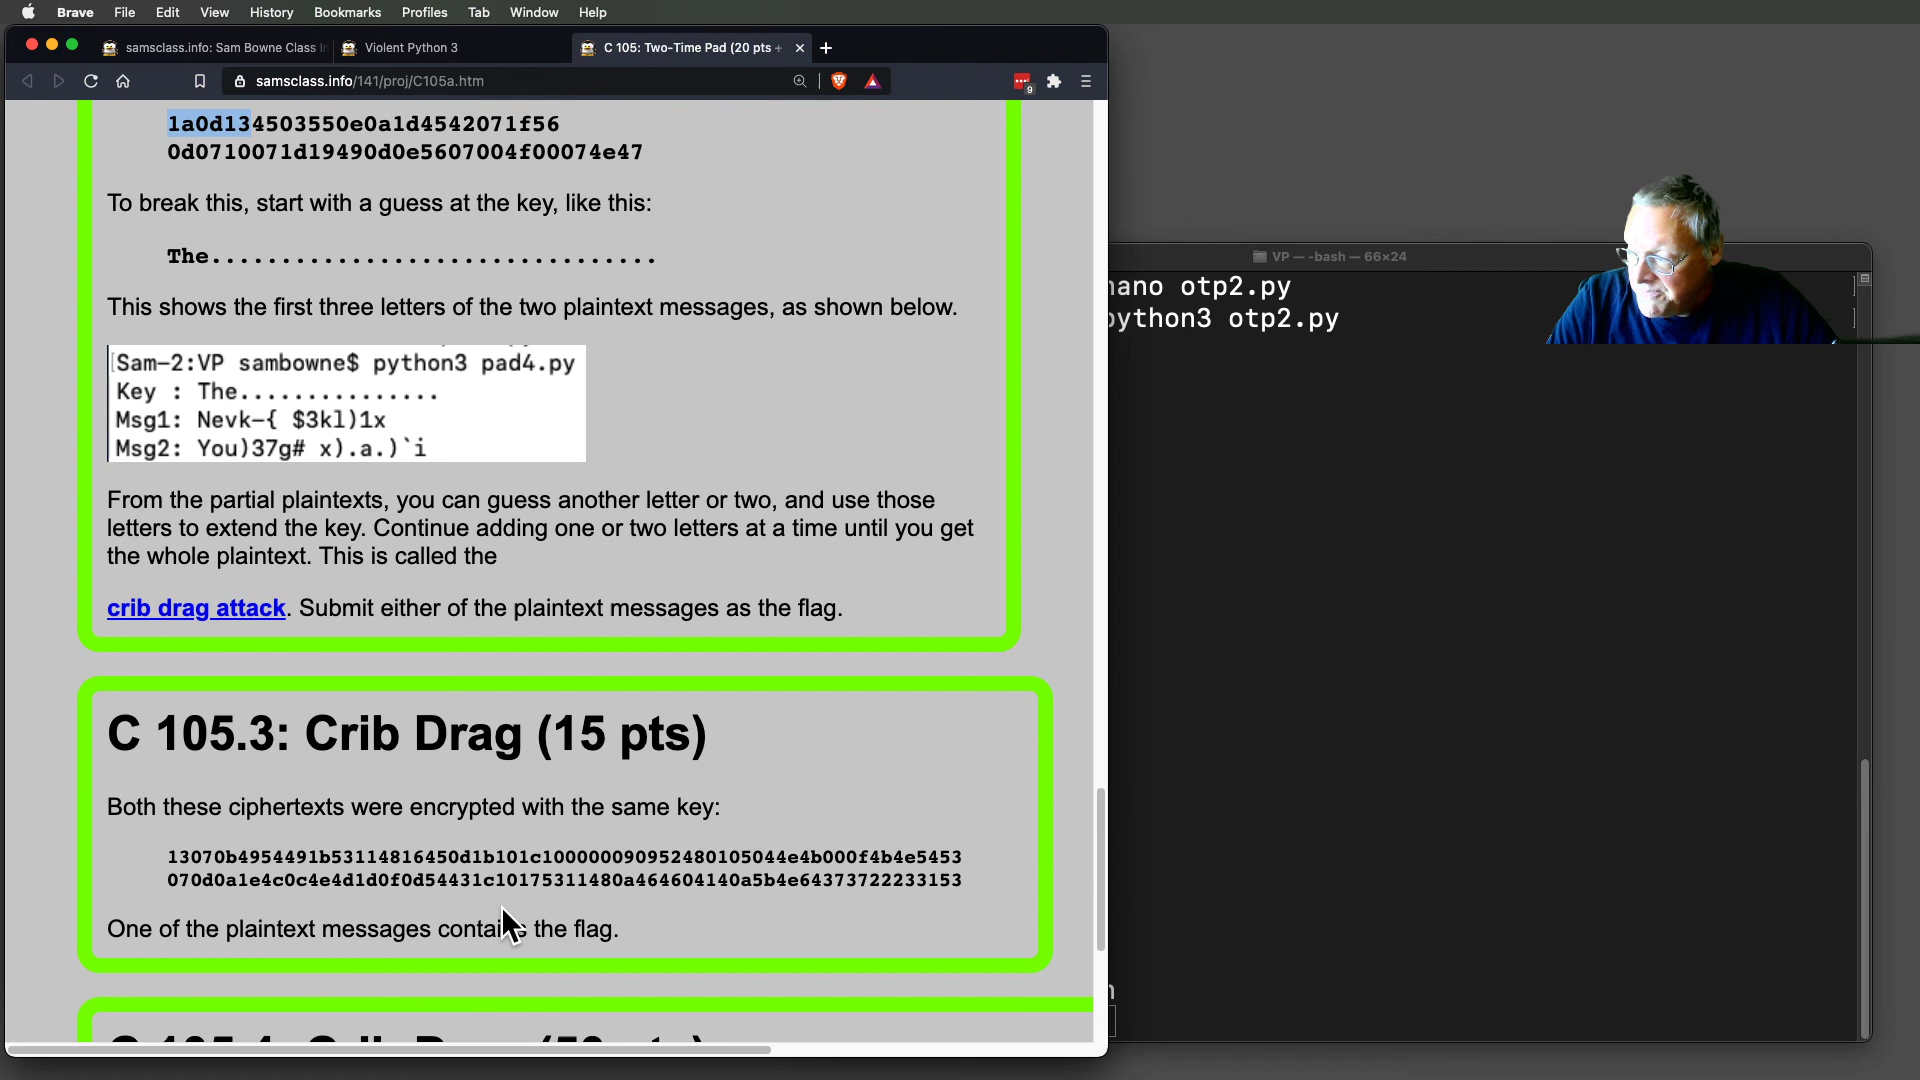 Brave File Edit View History Bookmarks Profiles Tab Window Help
samsclass.info: Sam Bowne Class In
Violent Python 3
C 105: Two-Time Pad (20 pts +
samsclass.info/141/proj/C105a.htm
9
1a0d134503550e0a1d4542071f56
0d0710071d19490d0e5607004f00074e47
To break this, start with a guess at the key, like this:
The................................
This shows the first three letters of the two plaintext messages, as shown below.
[Sam-2:VP sambowne$ python3 pad4.py
Key : The...............
Msg1: Nevk-{ $3kl)1x
Msg2: You)37g# x).a.)`i
From the partial plaintexts, you can guess another letter or two, and use those
letters to extend the key. Continue adding one or two letters at a time until you get
the whole plaintext. This is called the
crib drag attack. Submit either of the plaintext messages as the flag.
C 105.3: Crib Drag (15 pts)
Both these ciphertexts were encrypted with the same key:
13070b4954491b53114816450d1b101c100000090952480105044e4b000f4b4e5453
070d0a1e4c0c4e4d1d0f0d54431c10175311480a464604140a5b4e64373722233153
One of the plaintext messages contains the flag.
VP — -bash — 66×24
nano otp2.py
python3 otp2.py